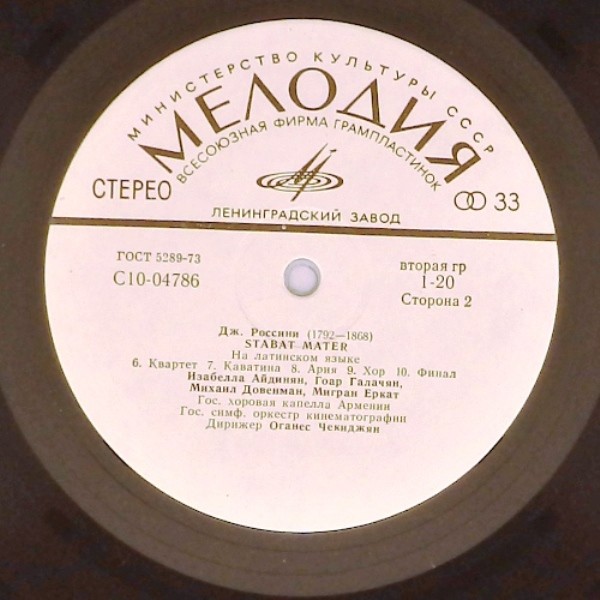 МИНИСТЕРСТВО КУЛЬТУРЫ СССР
МЕЛОДИЯ
ВСЕСОЮЗНАЯ ФИРМА ГРАМПЛАСТИНОК
СТЕРЕО
33
ЛЕНИНГРАДСКИЙ ЗАВОД
ГОСТ 5289-73
С10-04786
вторая гр
1-20
Сторона 2
Дж. Россини (1792—1868)
STABAT MATER
На латинском языке
6. Квартет 7. Каватина 8. Ария 9. Хор 10. Финал
Изабелла Айдинян, Гоар Галачян,
Михаил Довенман, Мигран Еркат
Гос. хоровая капелла Армении
Гос. симф. оркестр кинематографии
Дирижер Оганес Чекиджян